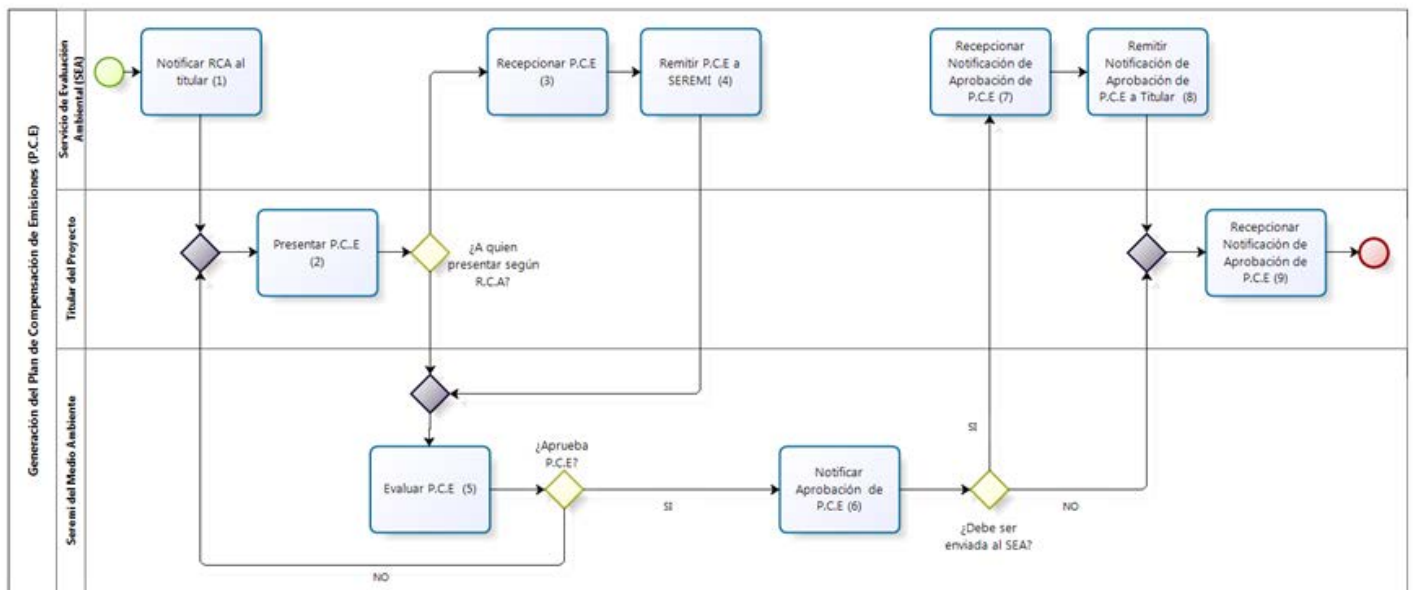 Generación del Plan de Compensación de Emisiones (P.C.E)
Servicio de Evaluación
Ambiental (SEA)
Notificar RCA al
titular (1)
Recepcionar P.C.E
(3)
Remitir P.C.E a
SEREMI (4)
Recepcionar
Notificación de
Aprobación de
P.C.E (7)
Remitir
Notificación de
Aprobación de
P.C.E a Titular (8)
Titular del Proyecto
Presentar P.C..E
(2)
¿A quien
presentar según
R.C.A?
Recepcionar
Notificación de
Aprobación de
P.C.E (9)
Seremi del Medio Ambiente
Evaluar P.C.E (5)
¿Aprueba
P.C.E?
SI
NO
Notificar
Aprobación de
P.C.E (6)
¿Debe ser
enviada al SEA?
SI
NO